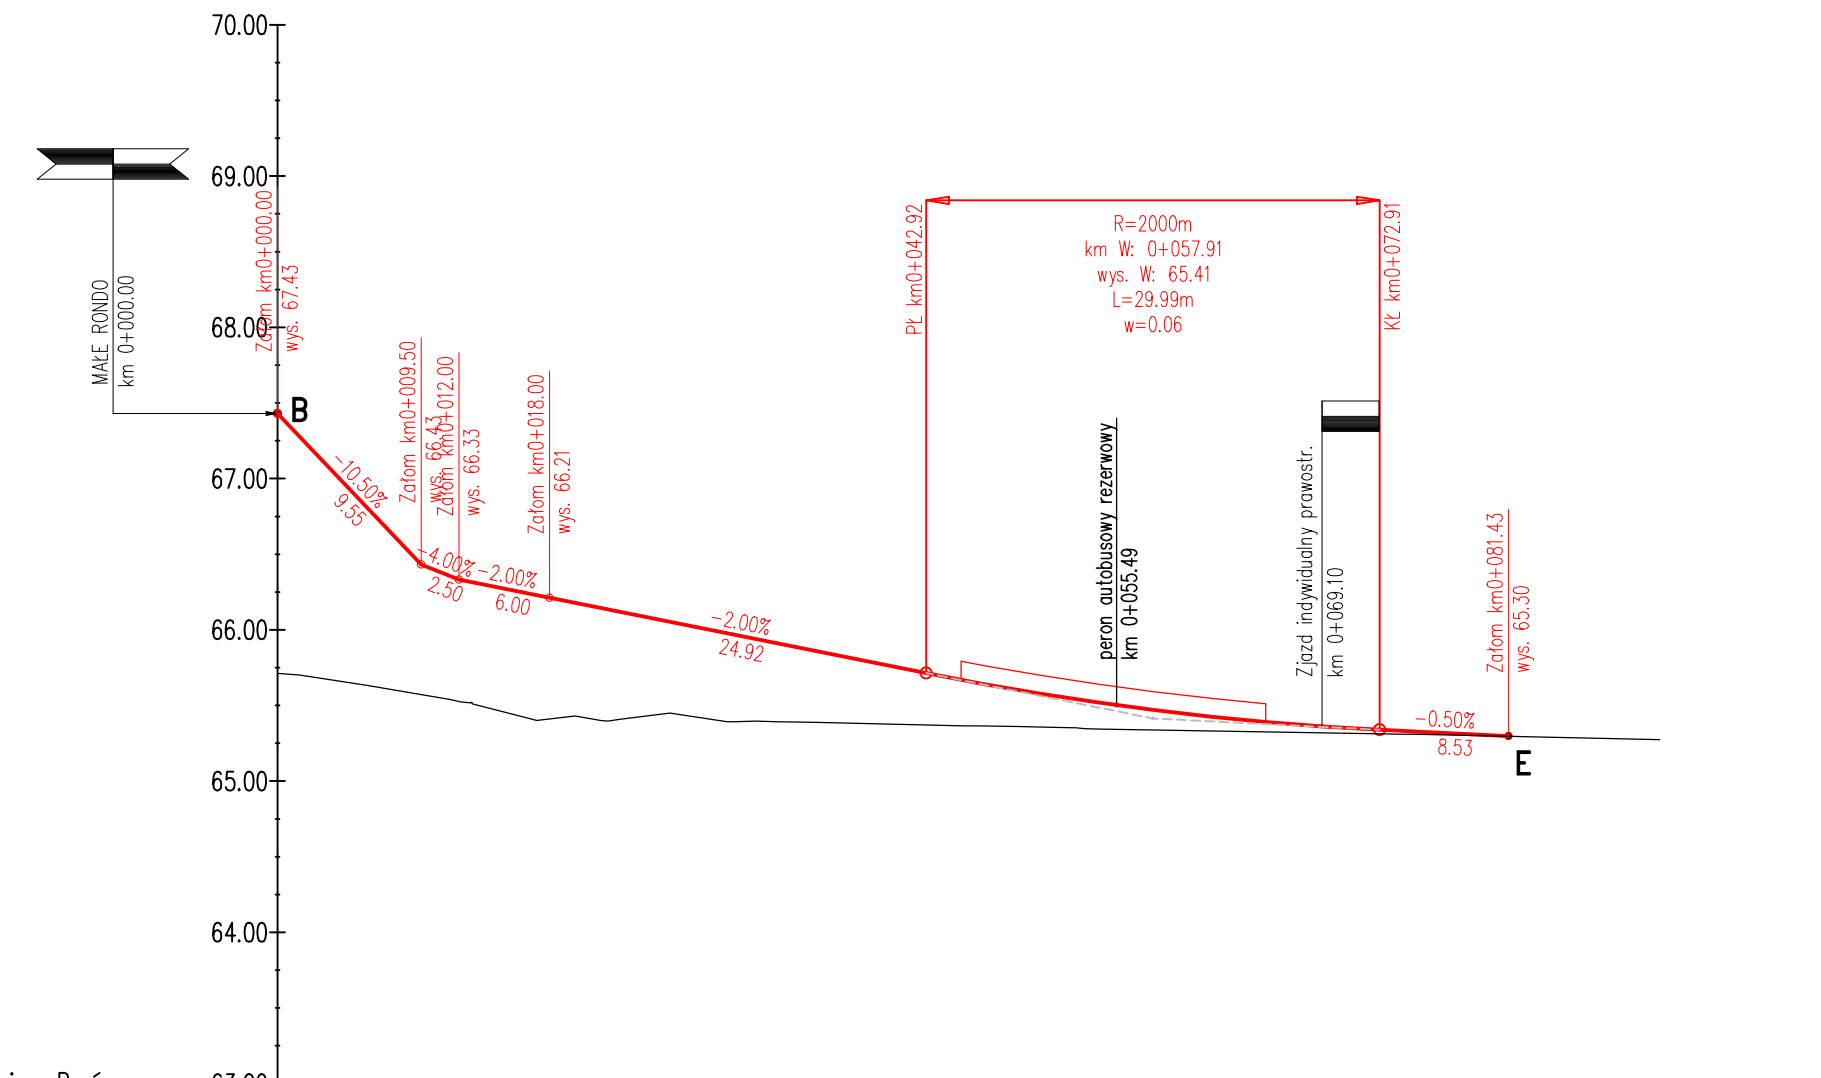 70.00
69.00
68.00
67.00
66.00
65.00
64.00
MAŁE RONDO
km 0+000.00
Załom km0+000.00
wys. 67.43
B
-10.50%
9.55
Załom km0+009.50
wys. 66.43
Załom km0+012.00
wys. 66.33
-4.00%
2.50
-2.00%
6.00
Załom km0+018.00
wys. 66.21
-2.00%
24.92
PŁ km0+042.92
R=2000m
km W: 0+057.91
wys. W: 65.41
L=29.99m
w=0.06
KŁ km0+072.91
peron autobusowy rezerwowy
km 0+055.49
Zjazd indywidualny prawostr.
km 0+069.10
-0.50%
8.53
Załom km0+081.43
wys. 65.30
E